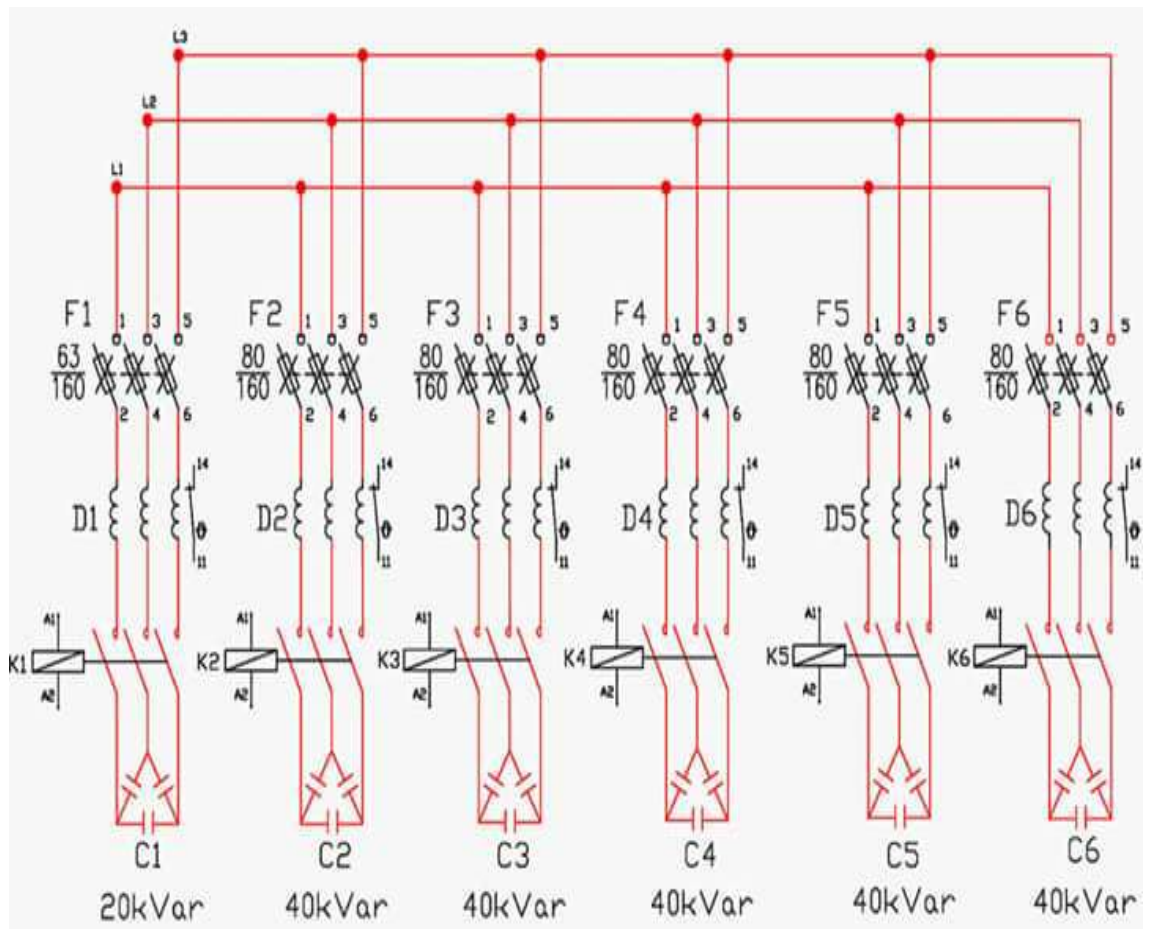 L3
L2
L1
F1 1 3 5
F2 1 3 5
F3 1 3 5
F4 1 3 5
F5 1 3 5
F6 1 3 5
63
160
80
160
80
160
80
160
80
160
80
160
2 4 6
2 4 6
2 4 6
2 4 6
2 4 6
2 4 6
14 14 14 14 14 14
D1 D2 D3 D4 D5 D6
11 11 11 11 11 11
A1 A1 A1 A1 A1 A1
K1 K2 K3 K4 K5 K6
A2 A2 A2 A2 A2 A2
C1 C2 C3 C4 C5 C6
20kVar 40kVar 40kVar 40kVar 40kVar 40kVar